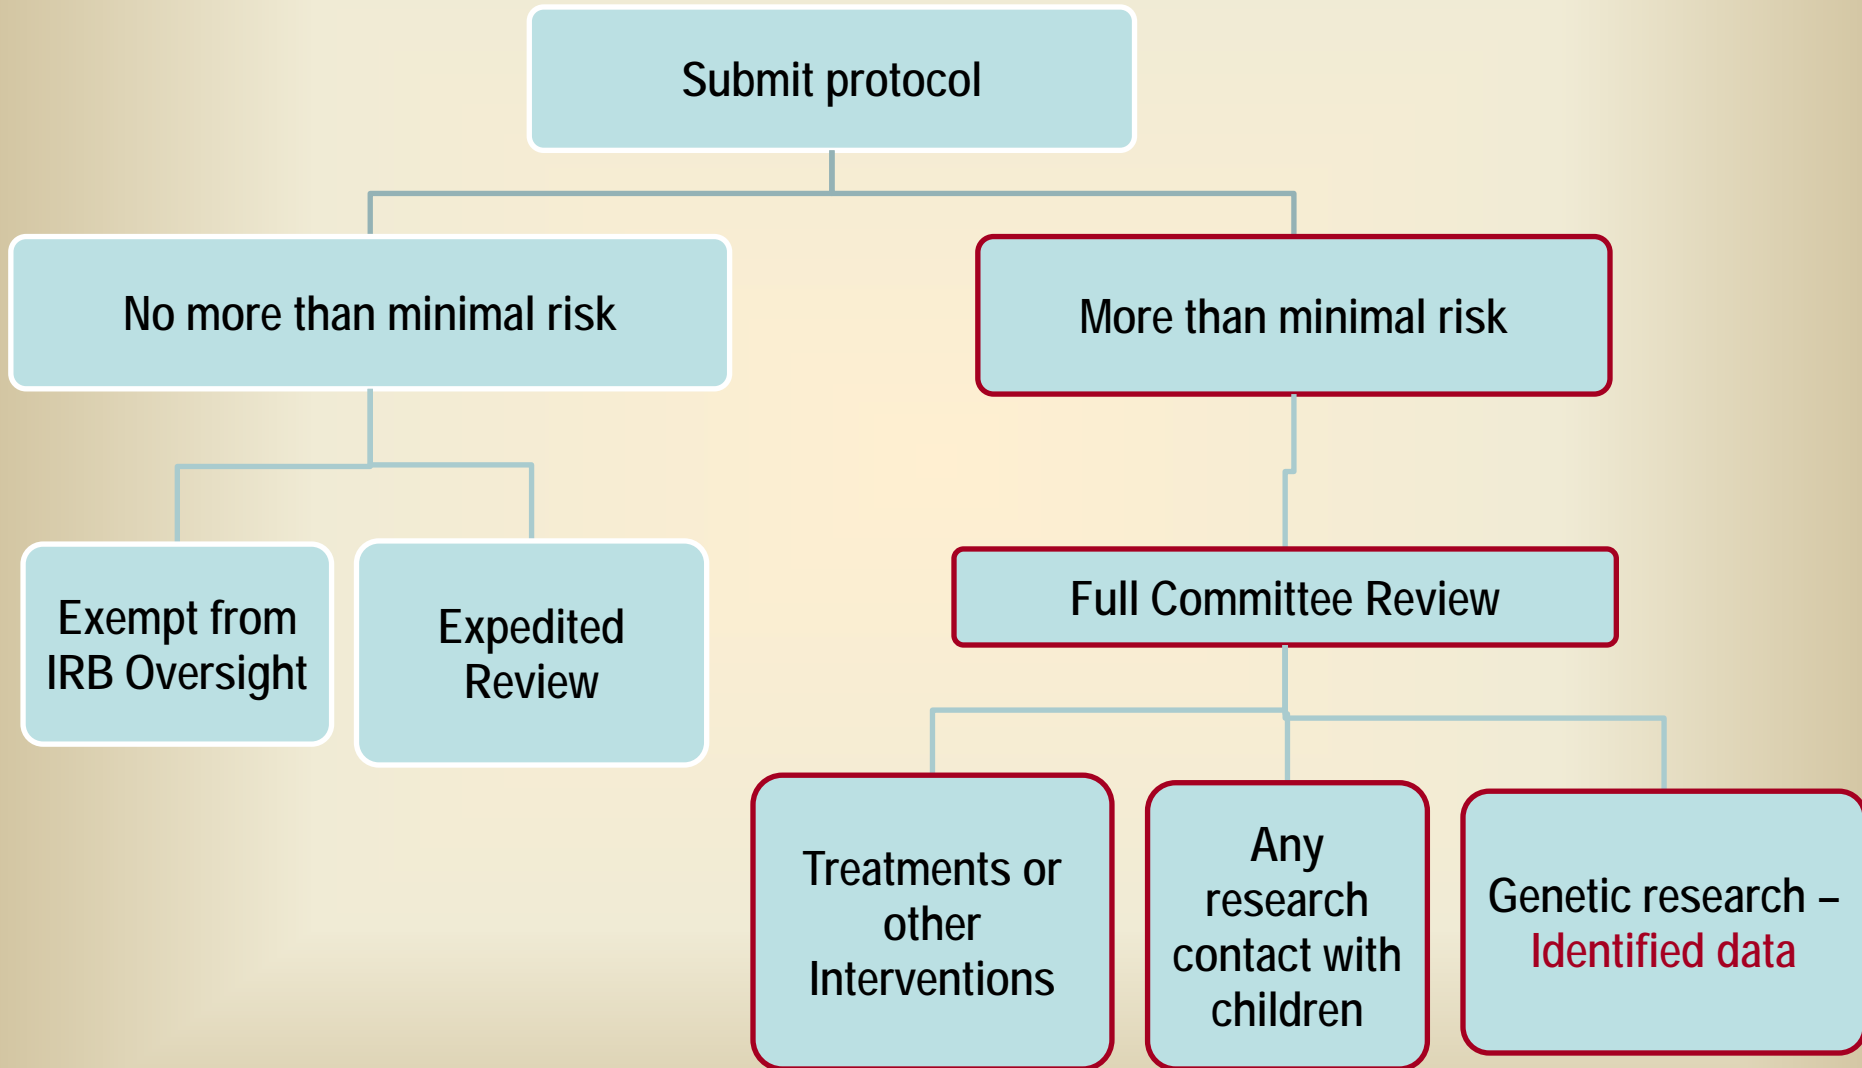 Submit protocol
No more than minimal risk
More than minimal risk
Exempt from
IRB Oversight
Expedited
Review
Full Committee Review
Treatments or
other
Interventions
Any
research
contact with
children
Genetic research –
Identified data